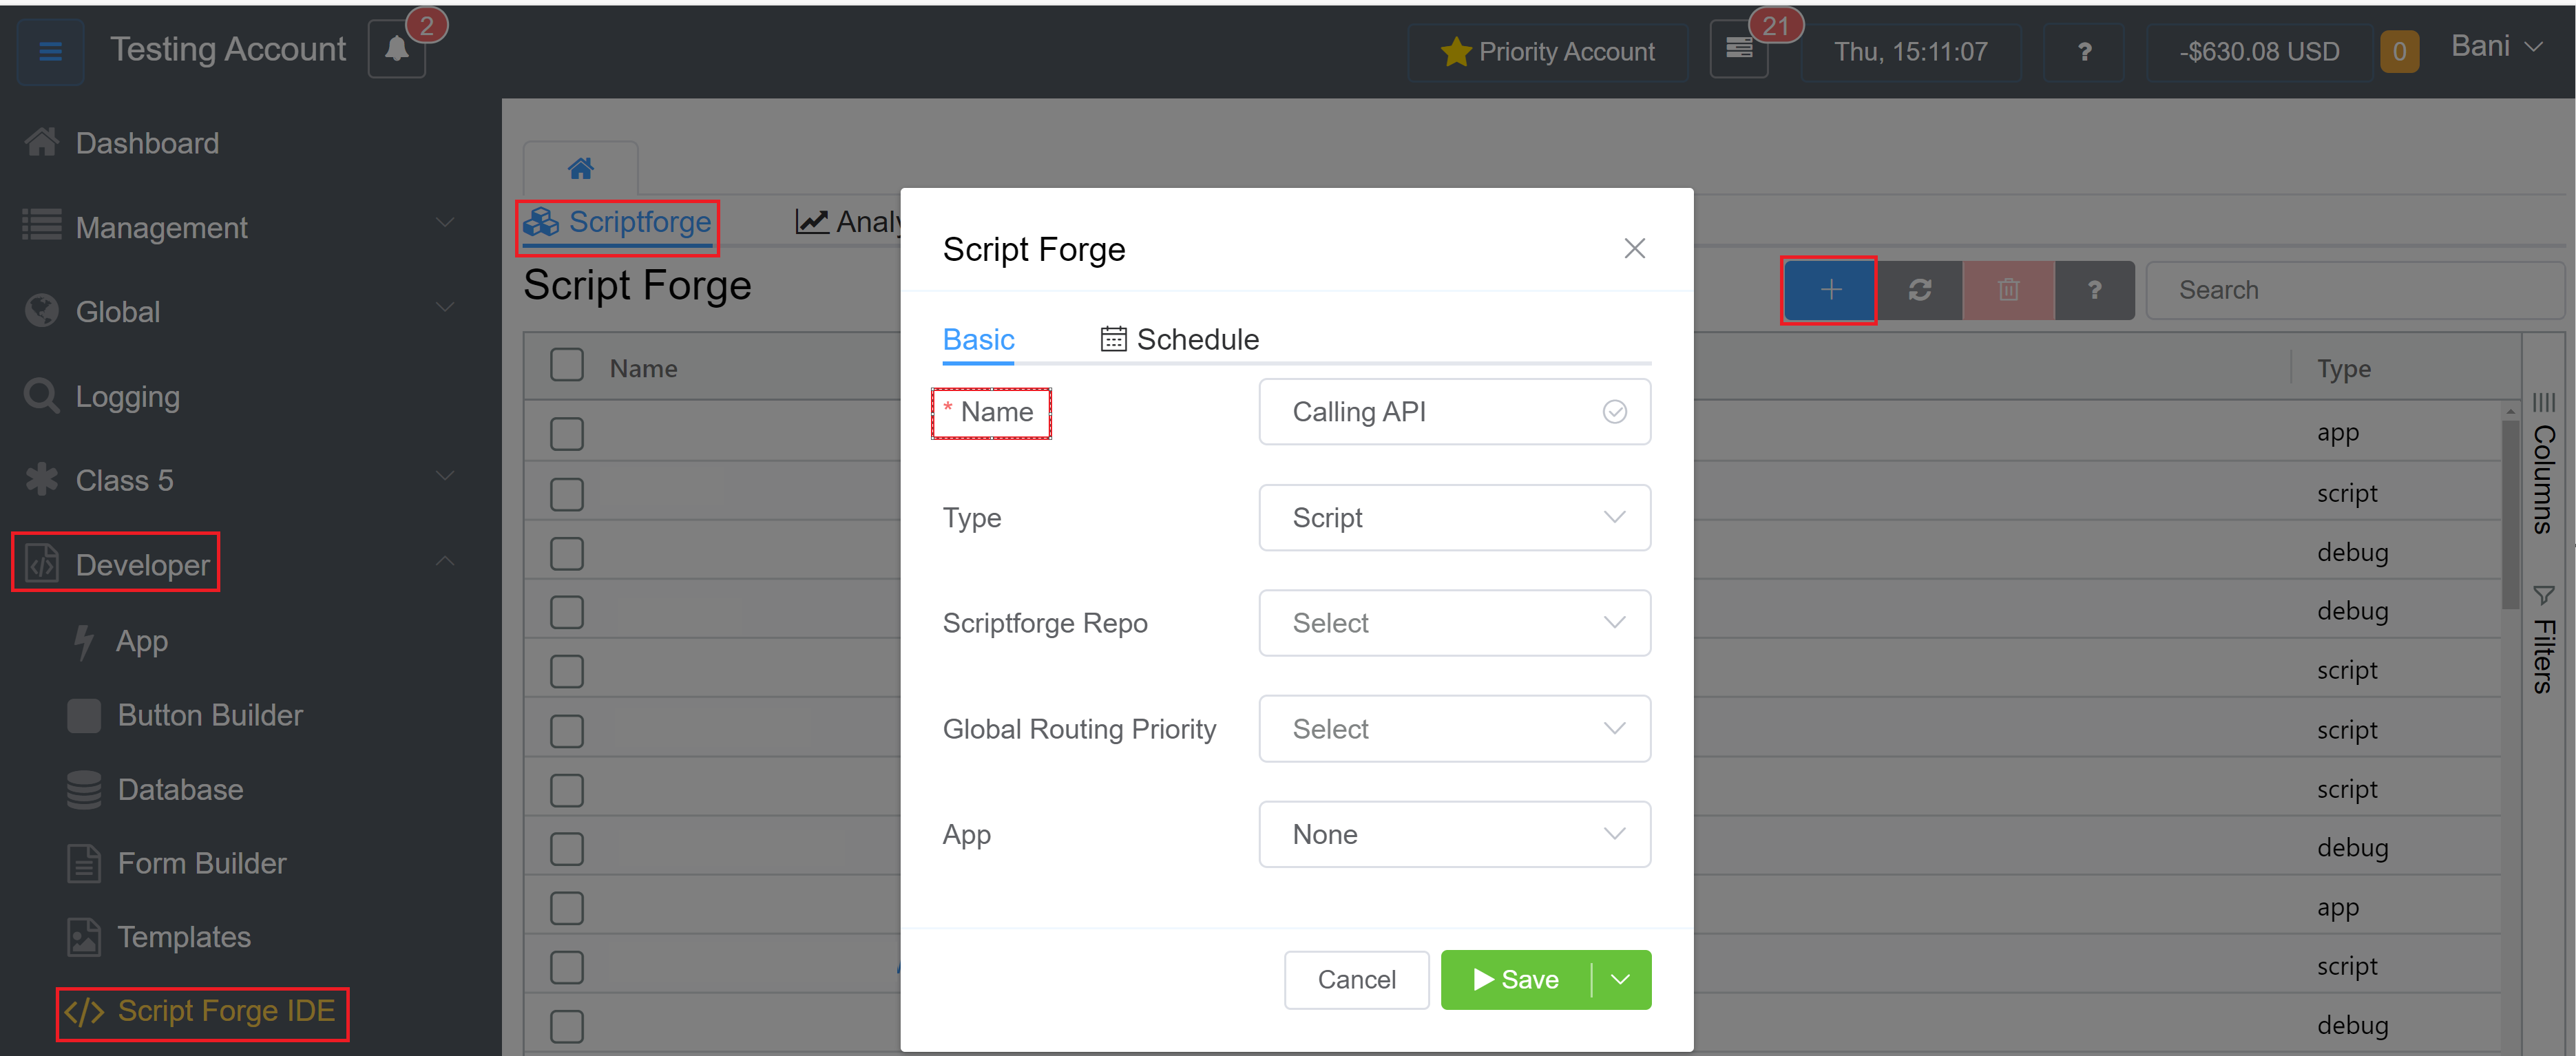 Testing Account
2
Priority Account
21
Thu, 15:11:07
?
-$630.08 USD
0
Bani
Dashboard
Management
Global
Logging
Class 5
Developer
App
Button Builder
Database
Form Builder
Templates
</> Script Forge IDE
Scriptforge
Script Forge
+
?
Search
Name
Type
app
script
debug
debug
script
script
script
debug
app
script
debug
Columns
Filters
Script Forge
Basic
Schedule
* Name
Calling API
Type
Script
Scriptforge Repo
Select
Global Routing Priority
Select
App
None
Cancel
Save